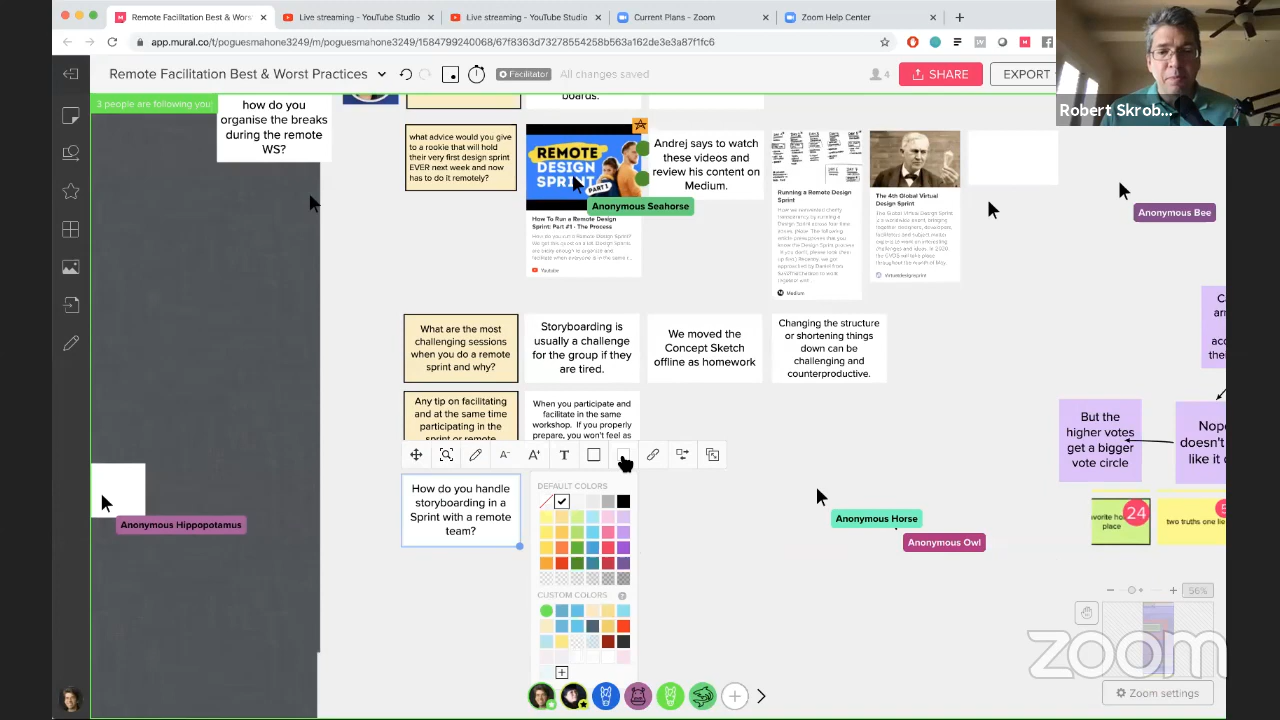 Remote Facilitation Best & Worst
Live streaming - YouTube Studio
Live streaming - YouTube Studio
Current Plans - Zoom
Zoom Help Center
app.mural.co/t/poguesmahone3249/m/poguesmahone3249/1584799240068/67f8363d73278554258b563a162de3e3a87f1fc6
Remote Facilitation Best & Worst Practices
Facilitator
All changes saved
4
SHARE
EXPORT
Robert Skrob...
3 people are following you
how do you
organise the breaks
during the remote
WS?
boards.
what advice would you give
to a rookie that will hold
their very first design sprint
EVER next week and now
has to do it remotely?
REMOTE
DESIGN
SPRINT
PART 1
How To Run a Remote Design
Sprint: Part #1 - The Process
Youtube
Anonymous Seahorse
Andrej says to watch
these videos and
review his content on
Medium.
Running a Remote Design
Sprint
Medium
The 4th Global Virtual
Design Sprint
Anonymous Bee
What are the most
challenging sessions
when you do a remote
sprint and why?
Storyboarding is
usually a challenge
for the group if they
are tired.
We moved the
Concept Sketch
offline as homework
Changing the structure
or shortening things
down can be
challenging and
counterproductive.
Any tip on facilitating
and at the same time
participating in the
sprint or remote
When you participate and
facilitate in the same
workshop. If you properly
prepare, you won't feel as
But the
higher votes
get a bigger
vote circle
Nope
doesn't
like it
How do you handle
storyboarding in a
Sprint with a remote
team?
DEFAULT COLORS
CUSTOM COLORS
Anonymous Hippopotamus
Anonymous Horse
Anonymous Owl
place
24
two truths one lie
56%
zoom
Zoom settings